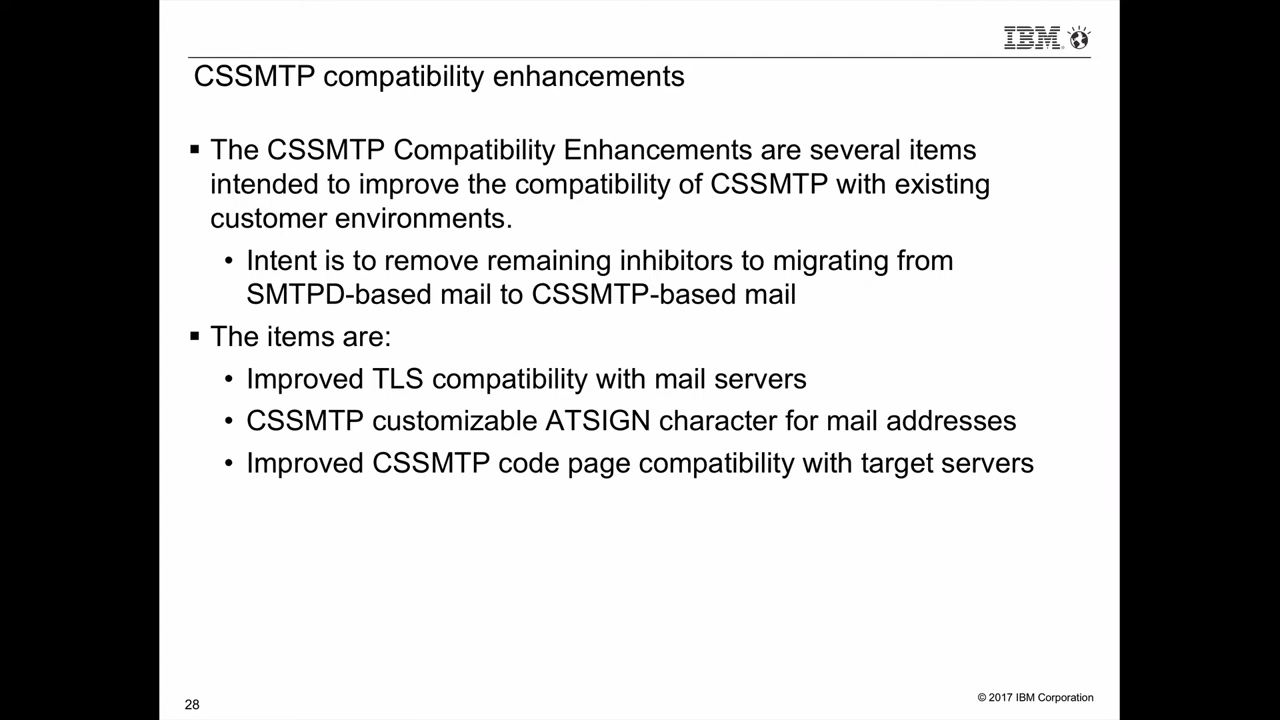 IBM
CSSMTP compatibility enhancements
▪ The CSSMTP Compatibility Enhancements are several items
intended to improve the compatibility of CSSMTP with existing
customer environments.
• Intent is to remove remaining inhibitors to migrating from
SMTPD-based mail to CSSMTP-based mail
▪ The items are:
• Improved TLS compatibility with mail servers
• CSSMTP customizable ATSIGN character for mail addresses
• Improved CSSMTP code page compatibility with target servers
28
© 2017 IBM Corporation